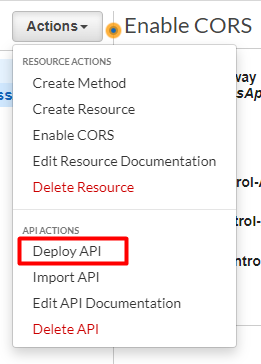 Actions
Enable CORS
RESOURCE ACTIONS
Create Method
Create Resource
Enable CORS
Edit Resource Documentation
Delete Resource
API ACTIONS
Deploy API
Import API
Edit API Documentation
Delete API